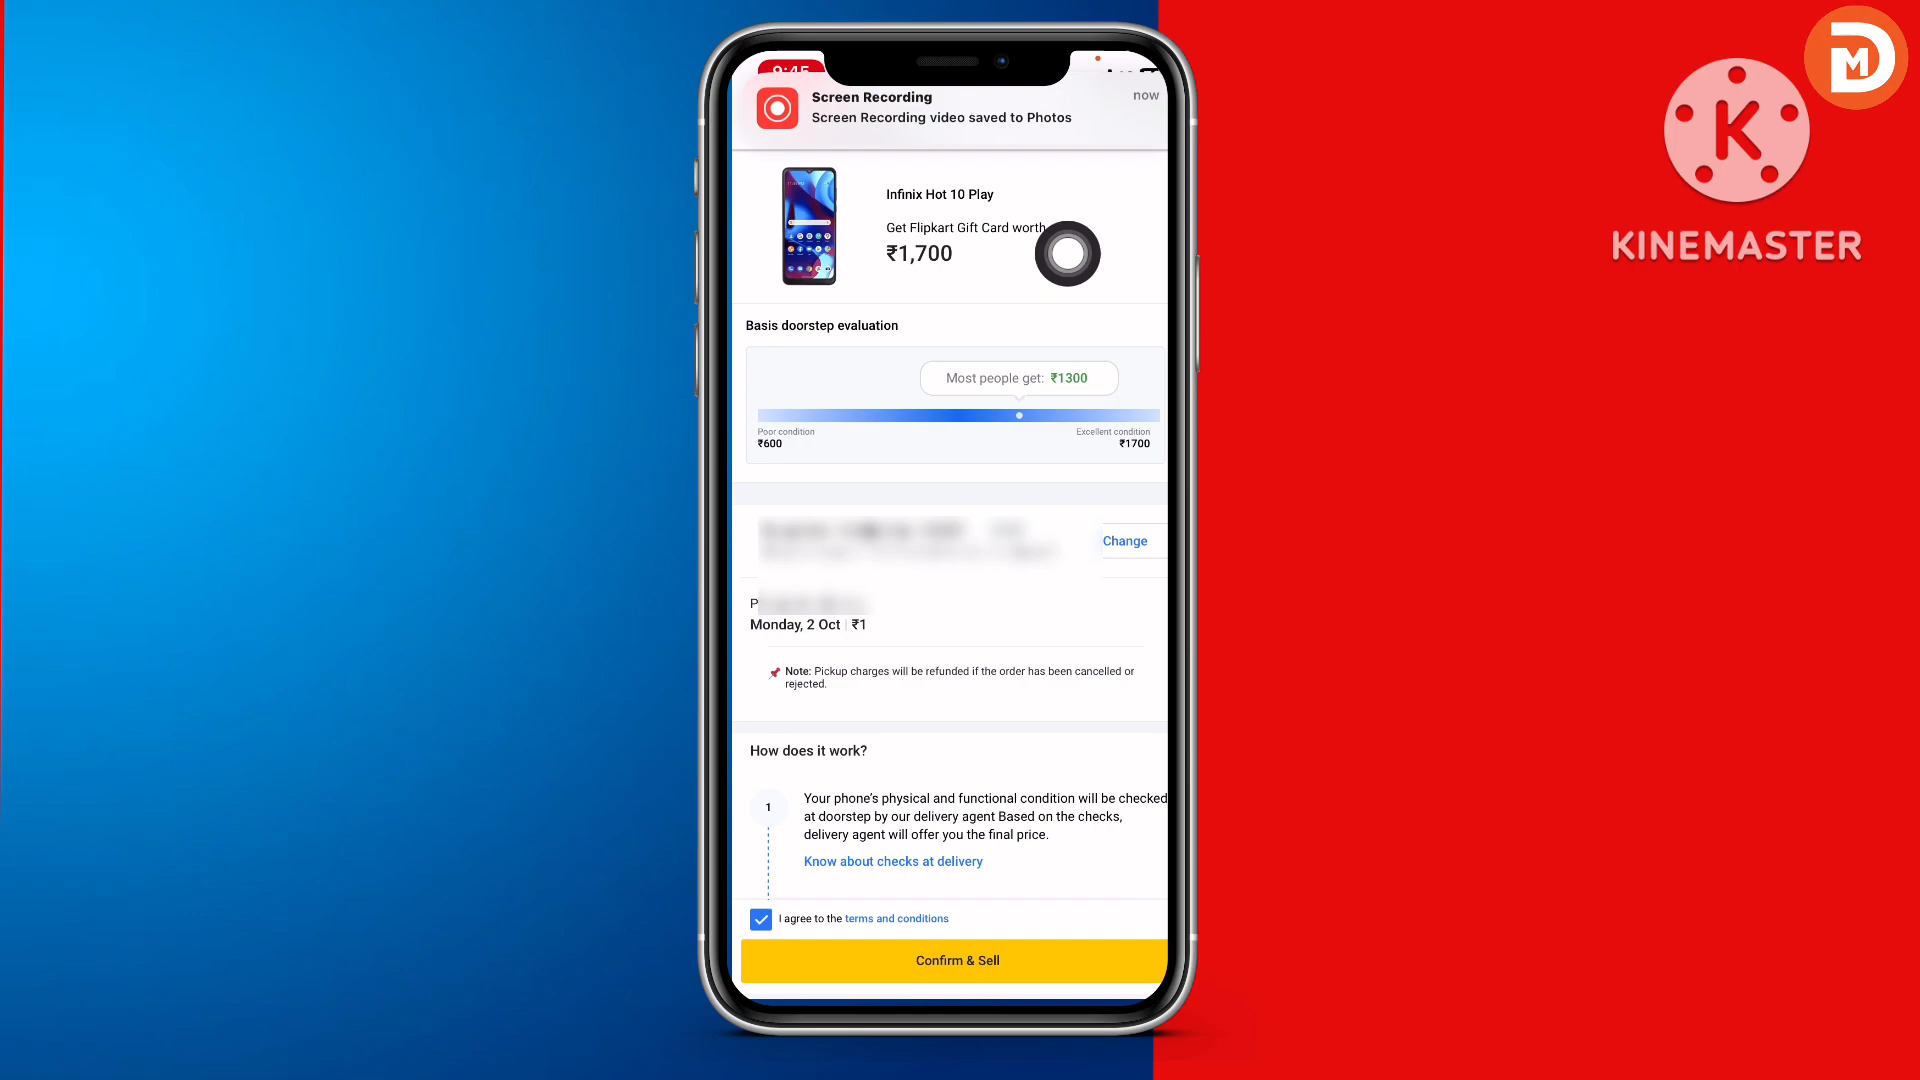 9:45
Screen Recording
now
Screen Recording video saved to Photos
Infinix Hot 10 Play
Get Flipkart Gift Card worth
₹1,700
Basis doorstep evaluation
Most people get: ₹1300
Poor condition
Excellent condition
₹600
₹1700
Change
P
Monday, 2 Oct | ₹1
Note: Pickup charges will be refunded if the order has been cancelled or
rejected.
How does it work?
1
Your phone's physical and functional condition will be checked
at doorstep by our delivery agent Based on the checks,
delivery agent will offer you the final price.
Know about checks at delivery
I agree to the terms and conditions
Confirm & Sell
DM
K
KINEMASTER